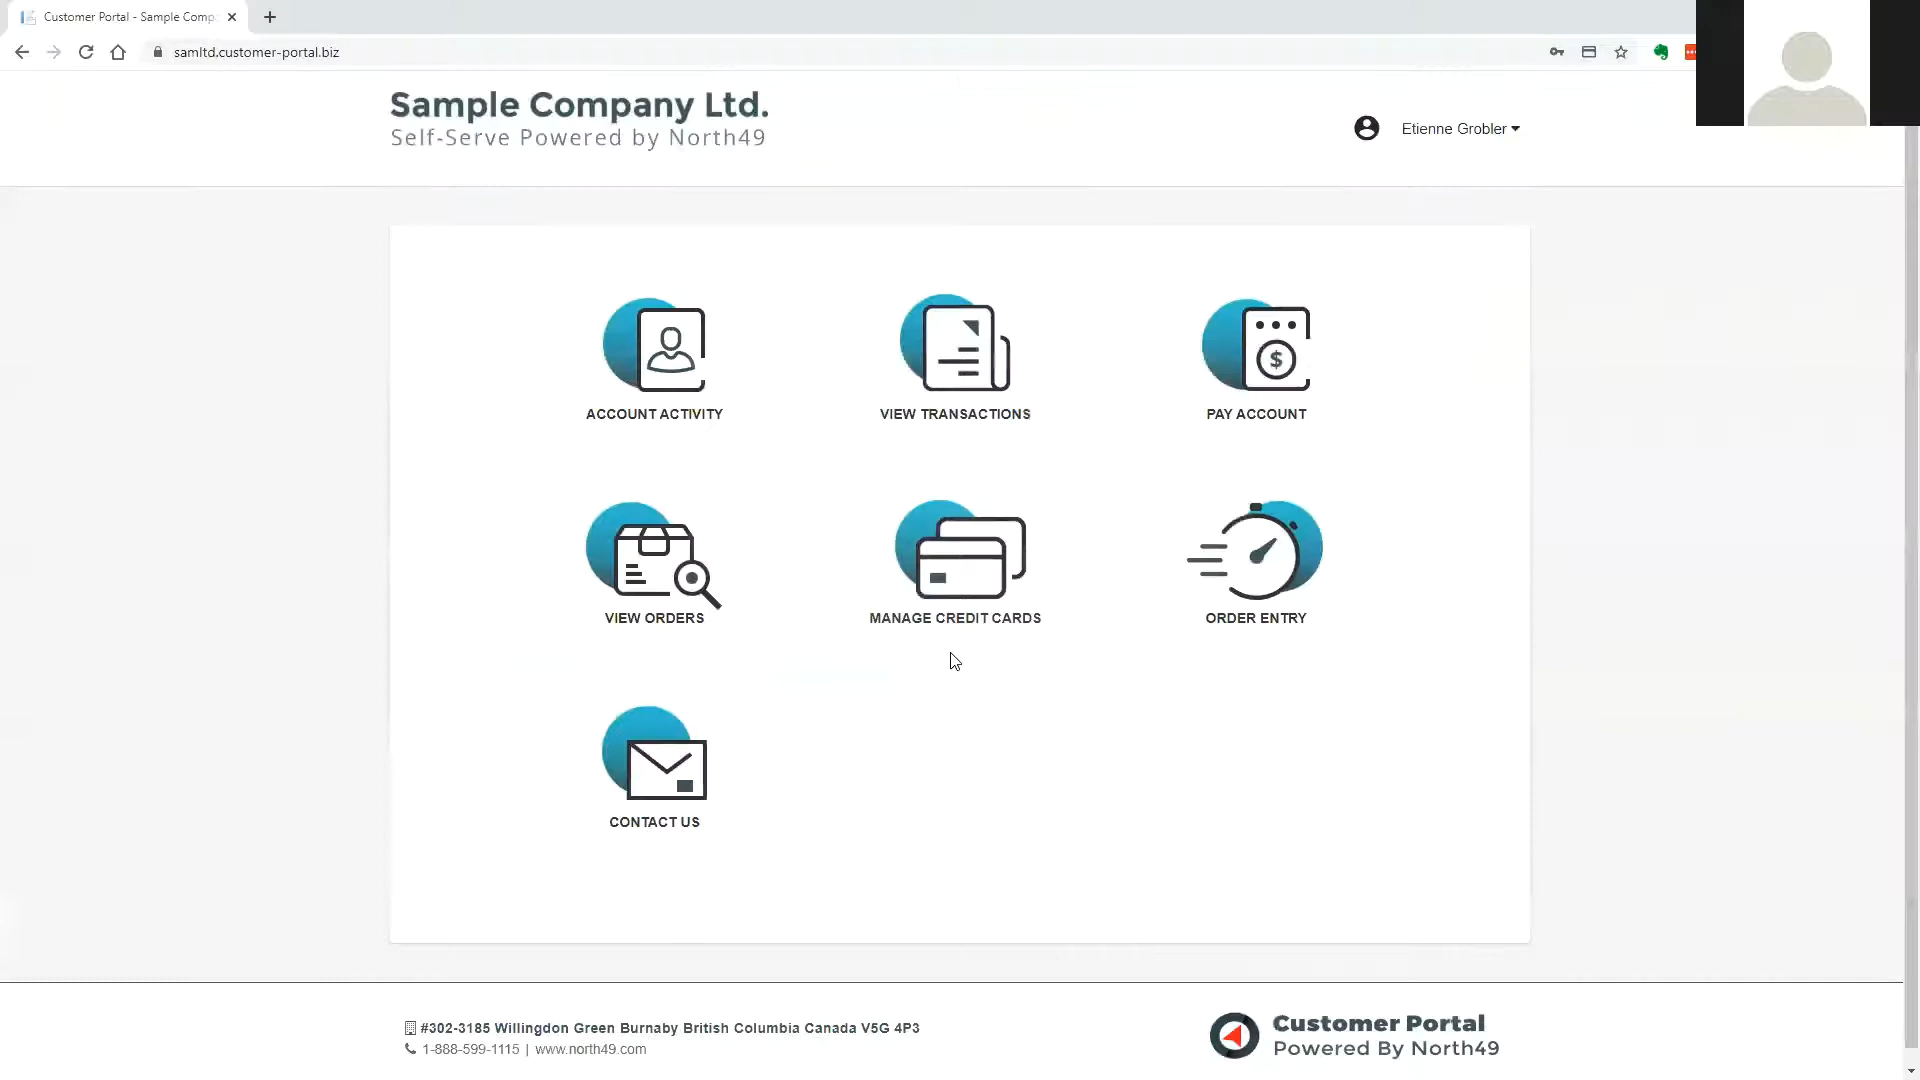 Customer Portal - Sample Comp
samltd.customer-portal.biz
Sample Company Ltd.
Self-Serve Powered by North49
Etienne Grobler
ACCOUNT ACTIVITY
VIEW TRANSACTIONS
$
PAY ACCOUNT
VIEW ORDERS
MANAGE CREDIT CARDS
ORDER ENTRY
CONTACT US
#302-3185 Willingdon Green Burnaby British Columbia Canada V5G 4P3
1-888-599-1115 | www.north49.com
Customer Portal
Powered By North49